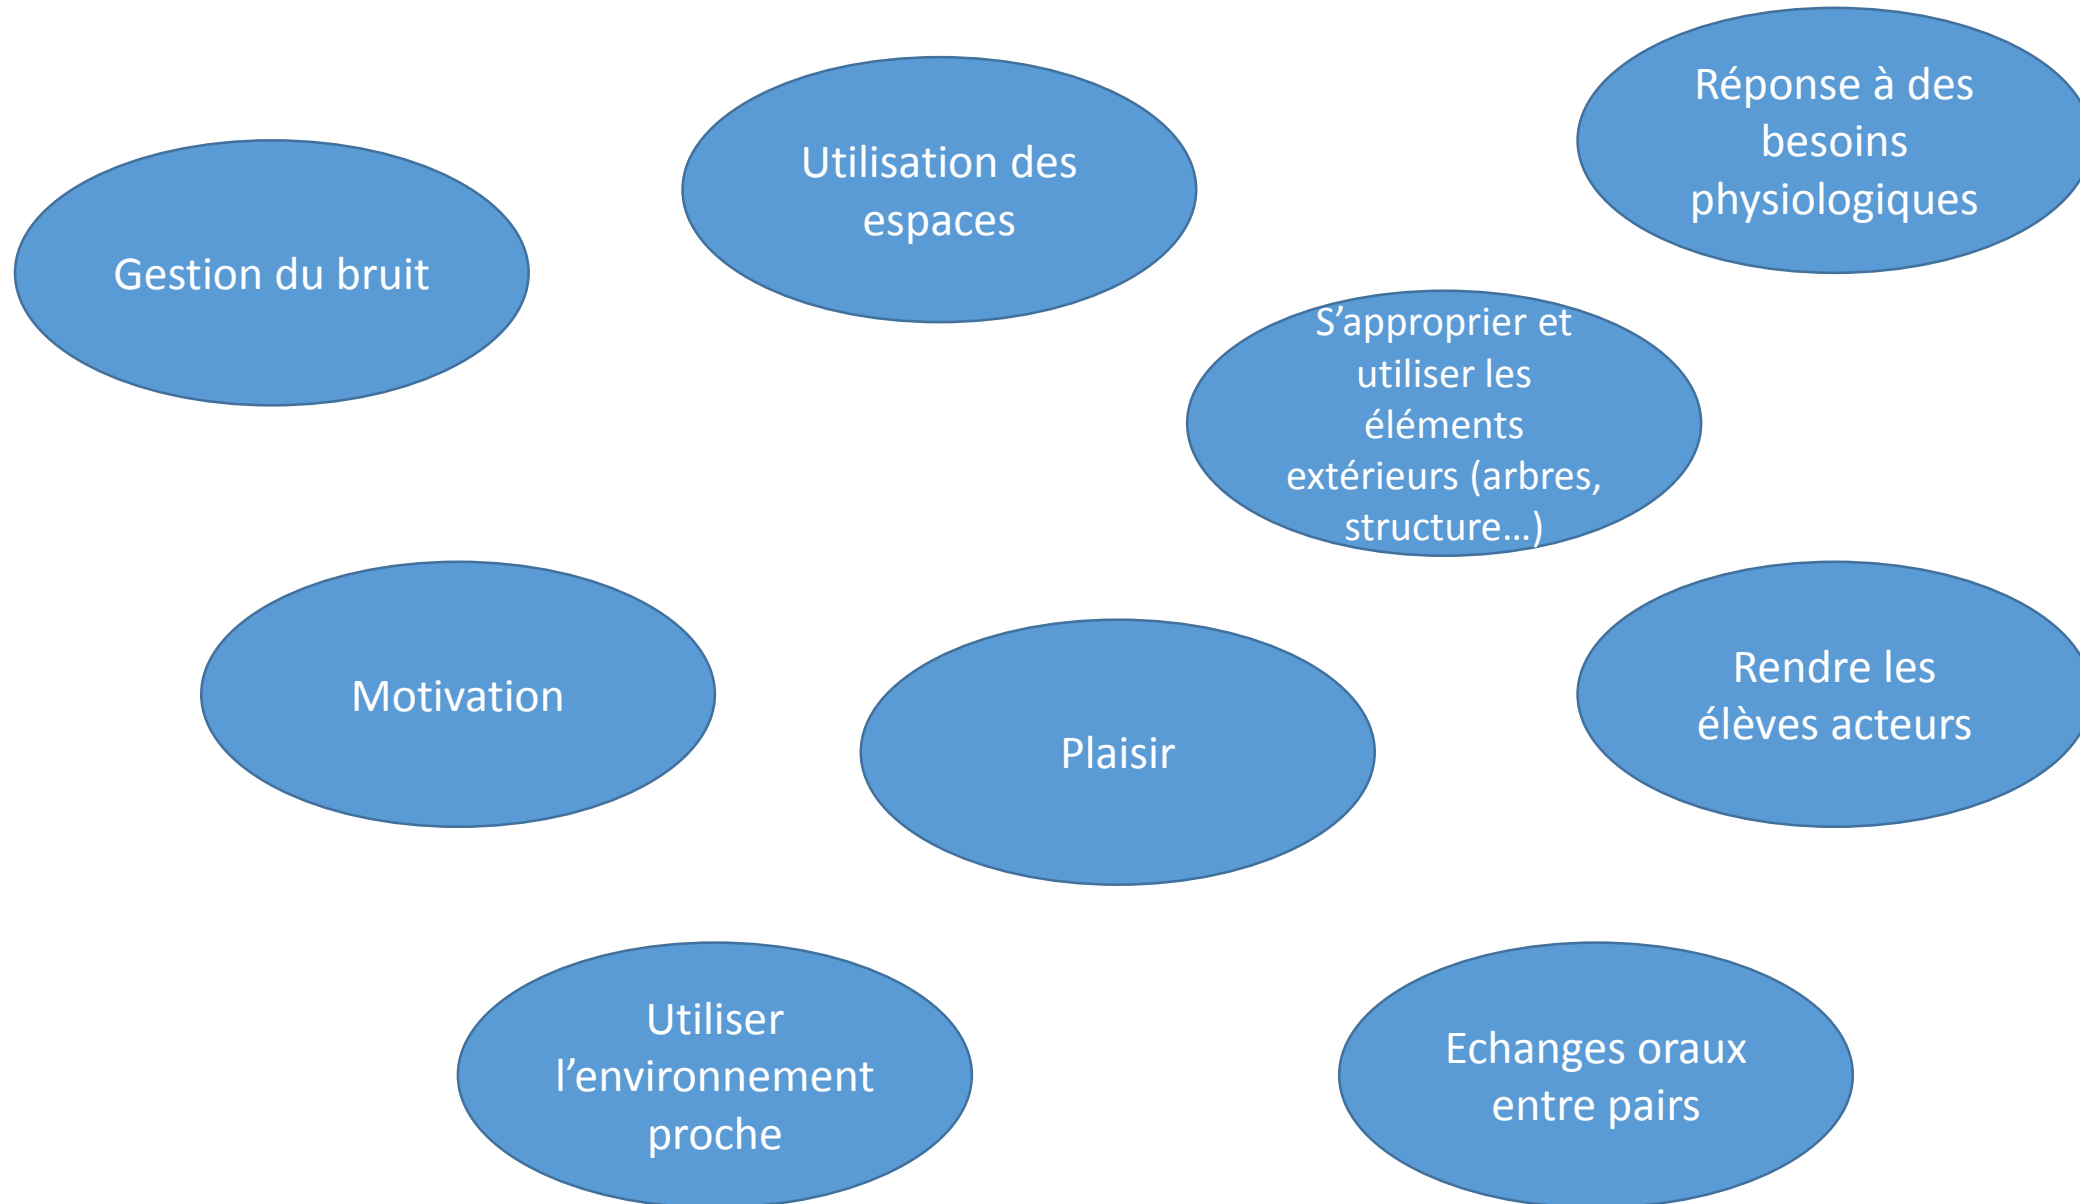 Réponse à des
besoins
physiologiques
Utilisation des
espaces
Gestion du bruit
S’approprier et
utiliser les
éléments
extérieurs (arbres,
structure…)
Motivation
Plaisir
Rendre les
élèves acteurs
Utiliser
l’environnement
proche
Echanges oraux
entre pairs